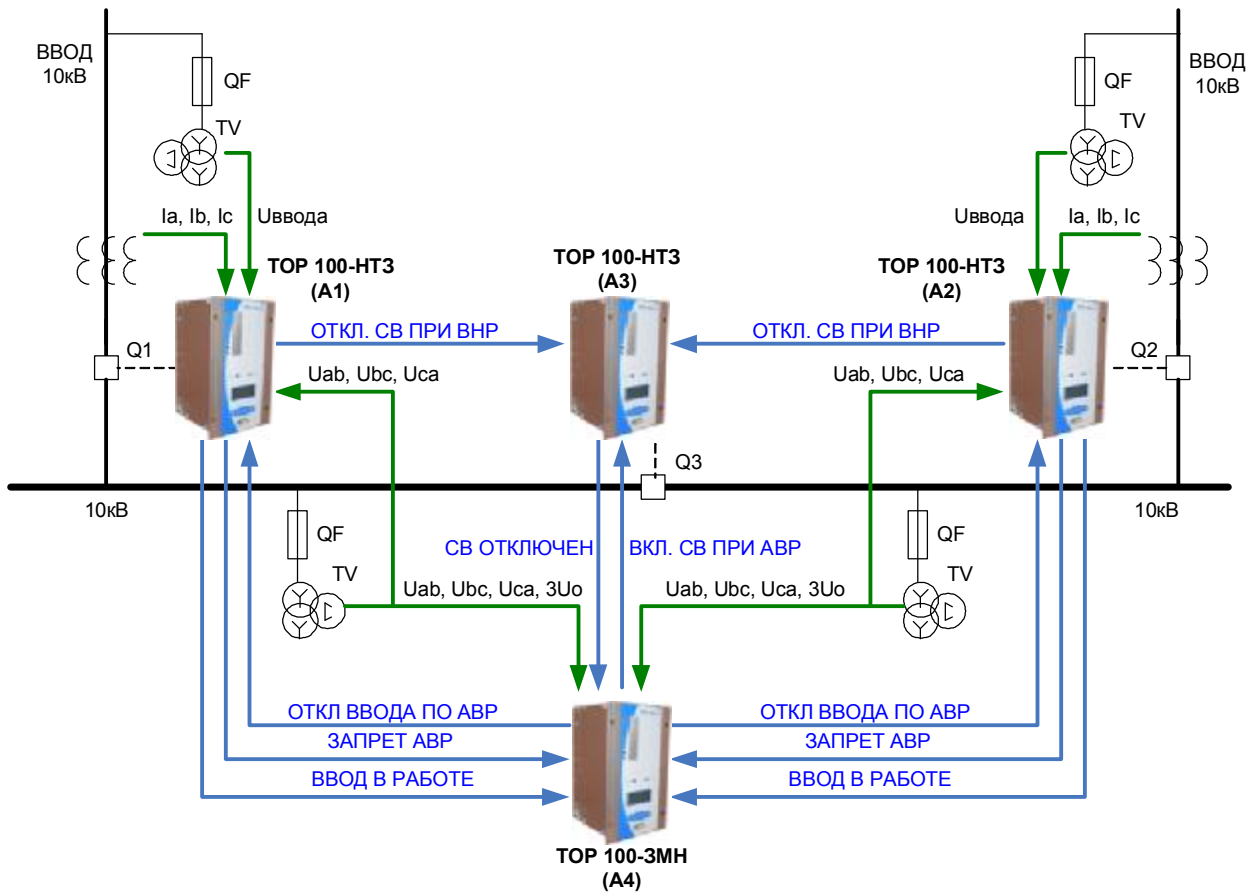 ВВОД
10кВ
QF
TV
Ia, Ib, Ic
Uввода
ТОР 100-НТЗ
(А1)
ТОР 100-НТЗ
(А3)
ВВОД
10кВ
QF
TV
Uввода
Ia, Ib, Ic
ТОР 100-НТЗ
(А2)
Q1
ОТКЛ. СВ ПРИ ВНР
ОТКЛ. СВ ПРИ ВНР
Q2
Uab, Ubc, Uca
Uab, Ubc, Uca
Q3
10кВ
10кВ
QF
TV
СВ ОТКЛЮЧЕН
ВКЛ. СВ ПРИ АВР
QF
TV
Uab, Ubc, Uca, 3Uo
Uab, Ubc, Uca, 3Uo
ОТКЛ ВВОДА ПО АВР
ОТКЛ ВВОДА ПО АВР
ЗАПРЕТ АВР
ЗАПРЕТ АВР
ВВОД В РАБОТЕ
ВВОД В РАБОТЕ
ТОР 100-ЗМН
(А4)